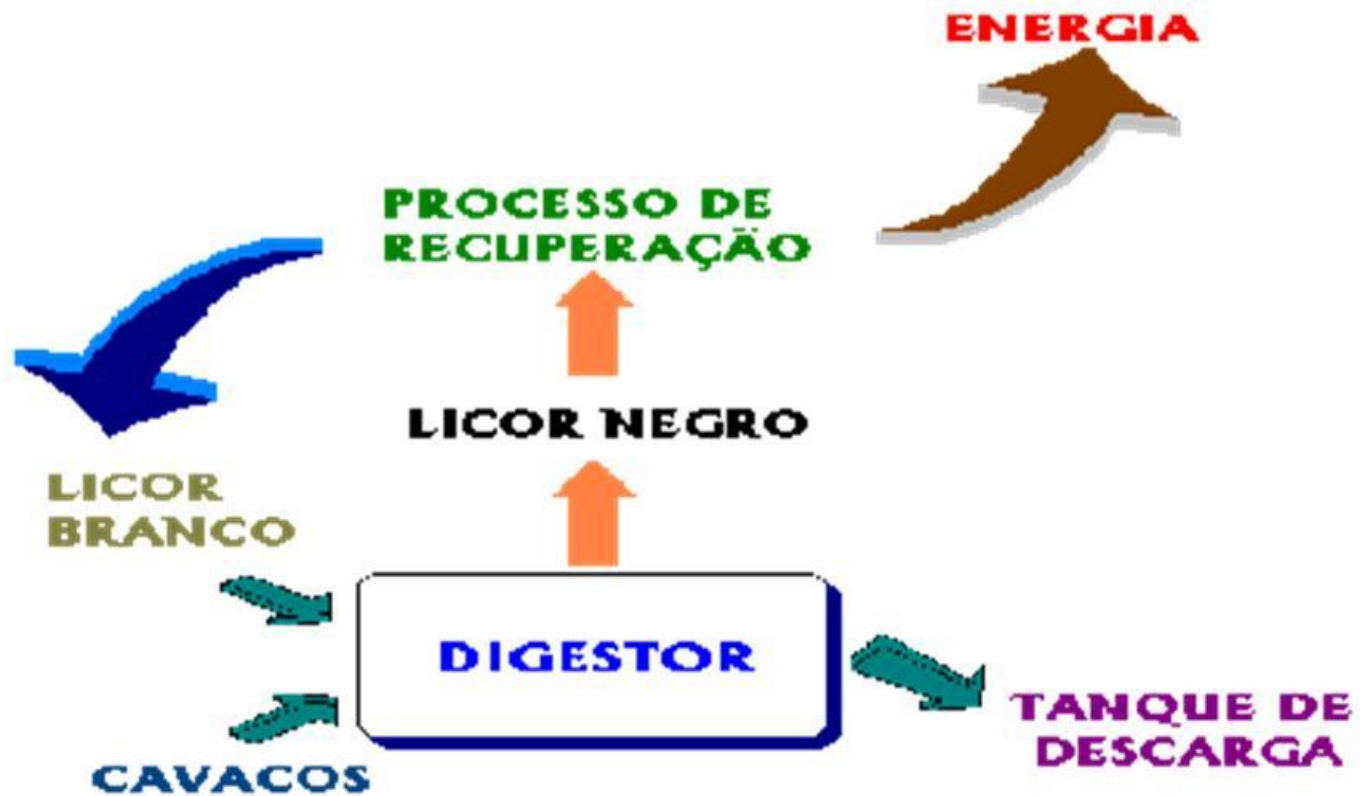 ENERGIA
PROCESSO DE
RECUPERAÇÃO
LICOR NEGRO
LICOR
BRANCO
DIGESTOR
TANQUE DE
DESCARGA
CAVACOS